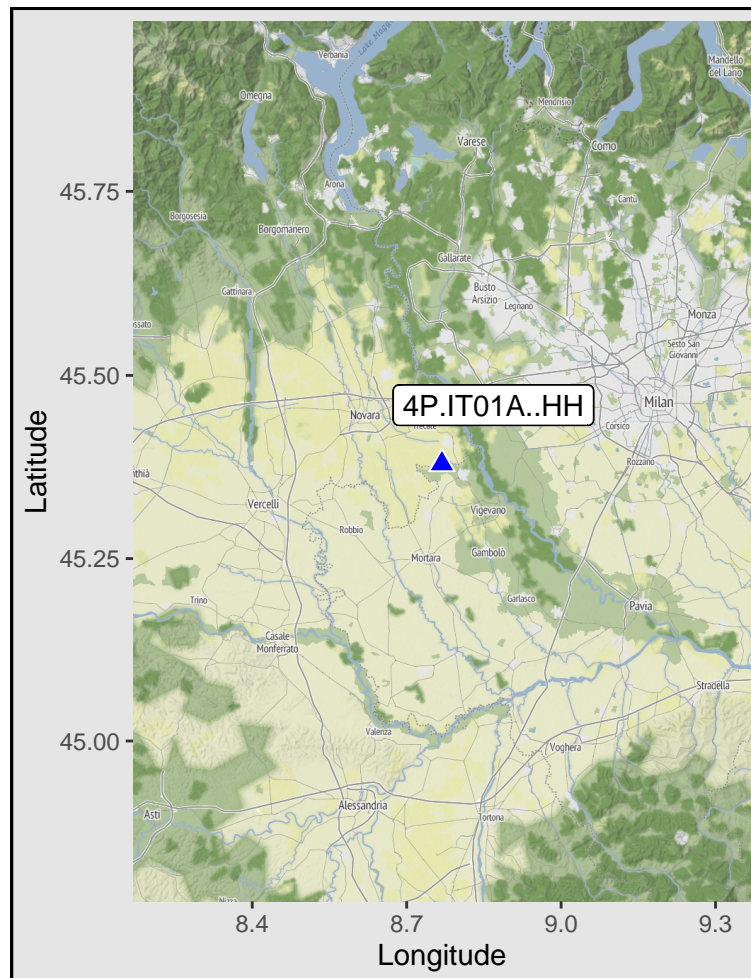 Verbania
Lake Magg
Mandello
del Lario
Omegna
Mendrisio
Varese
Como
Arona
Cantù
Borgosesia
Borgomanero
Gallarate
Gattinara
Busto
Arsizio
Legnano
Monza
Sesto San
Giovanni
ossato
4P.IT01A..HH
Milan
Novara
Corsico
Rozzano
nthià
Vercelli
Vigevano
Robbio
Mortara
Gambolò
Trino
Garlasco
Pavia
Casale
Monferrato
Stradella
Valenza
Voghera
Alessandria
Asti
Tortona
45.75
45.50
45.25
45.00
Latitude
8.4
8.7
9.0
9.3
Longitude